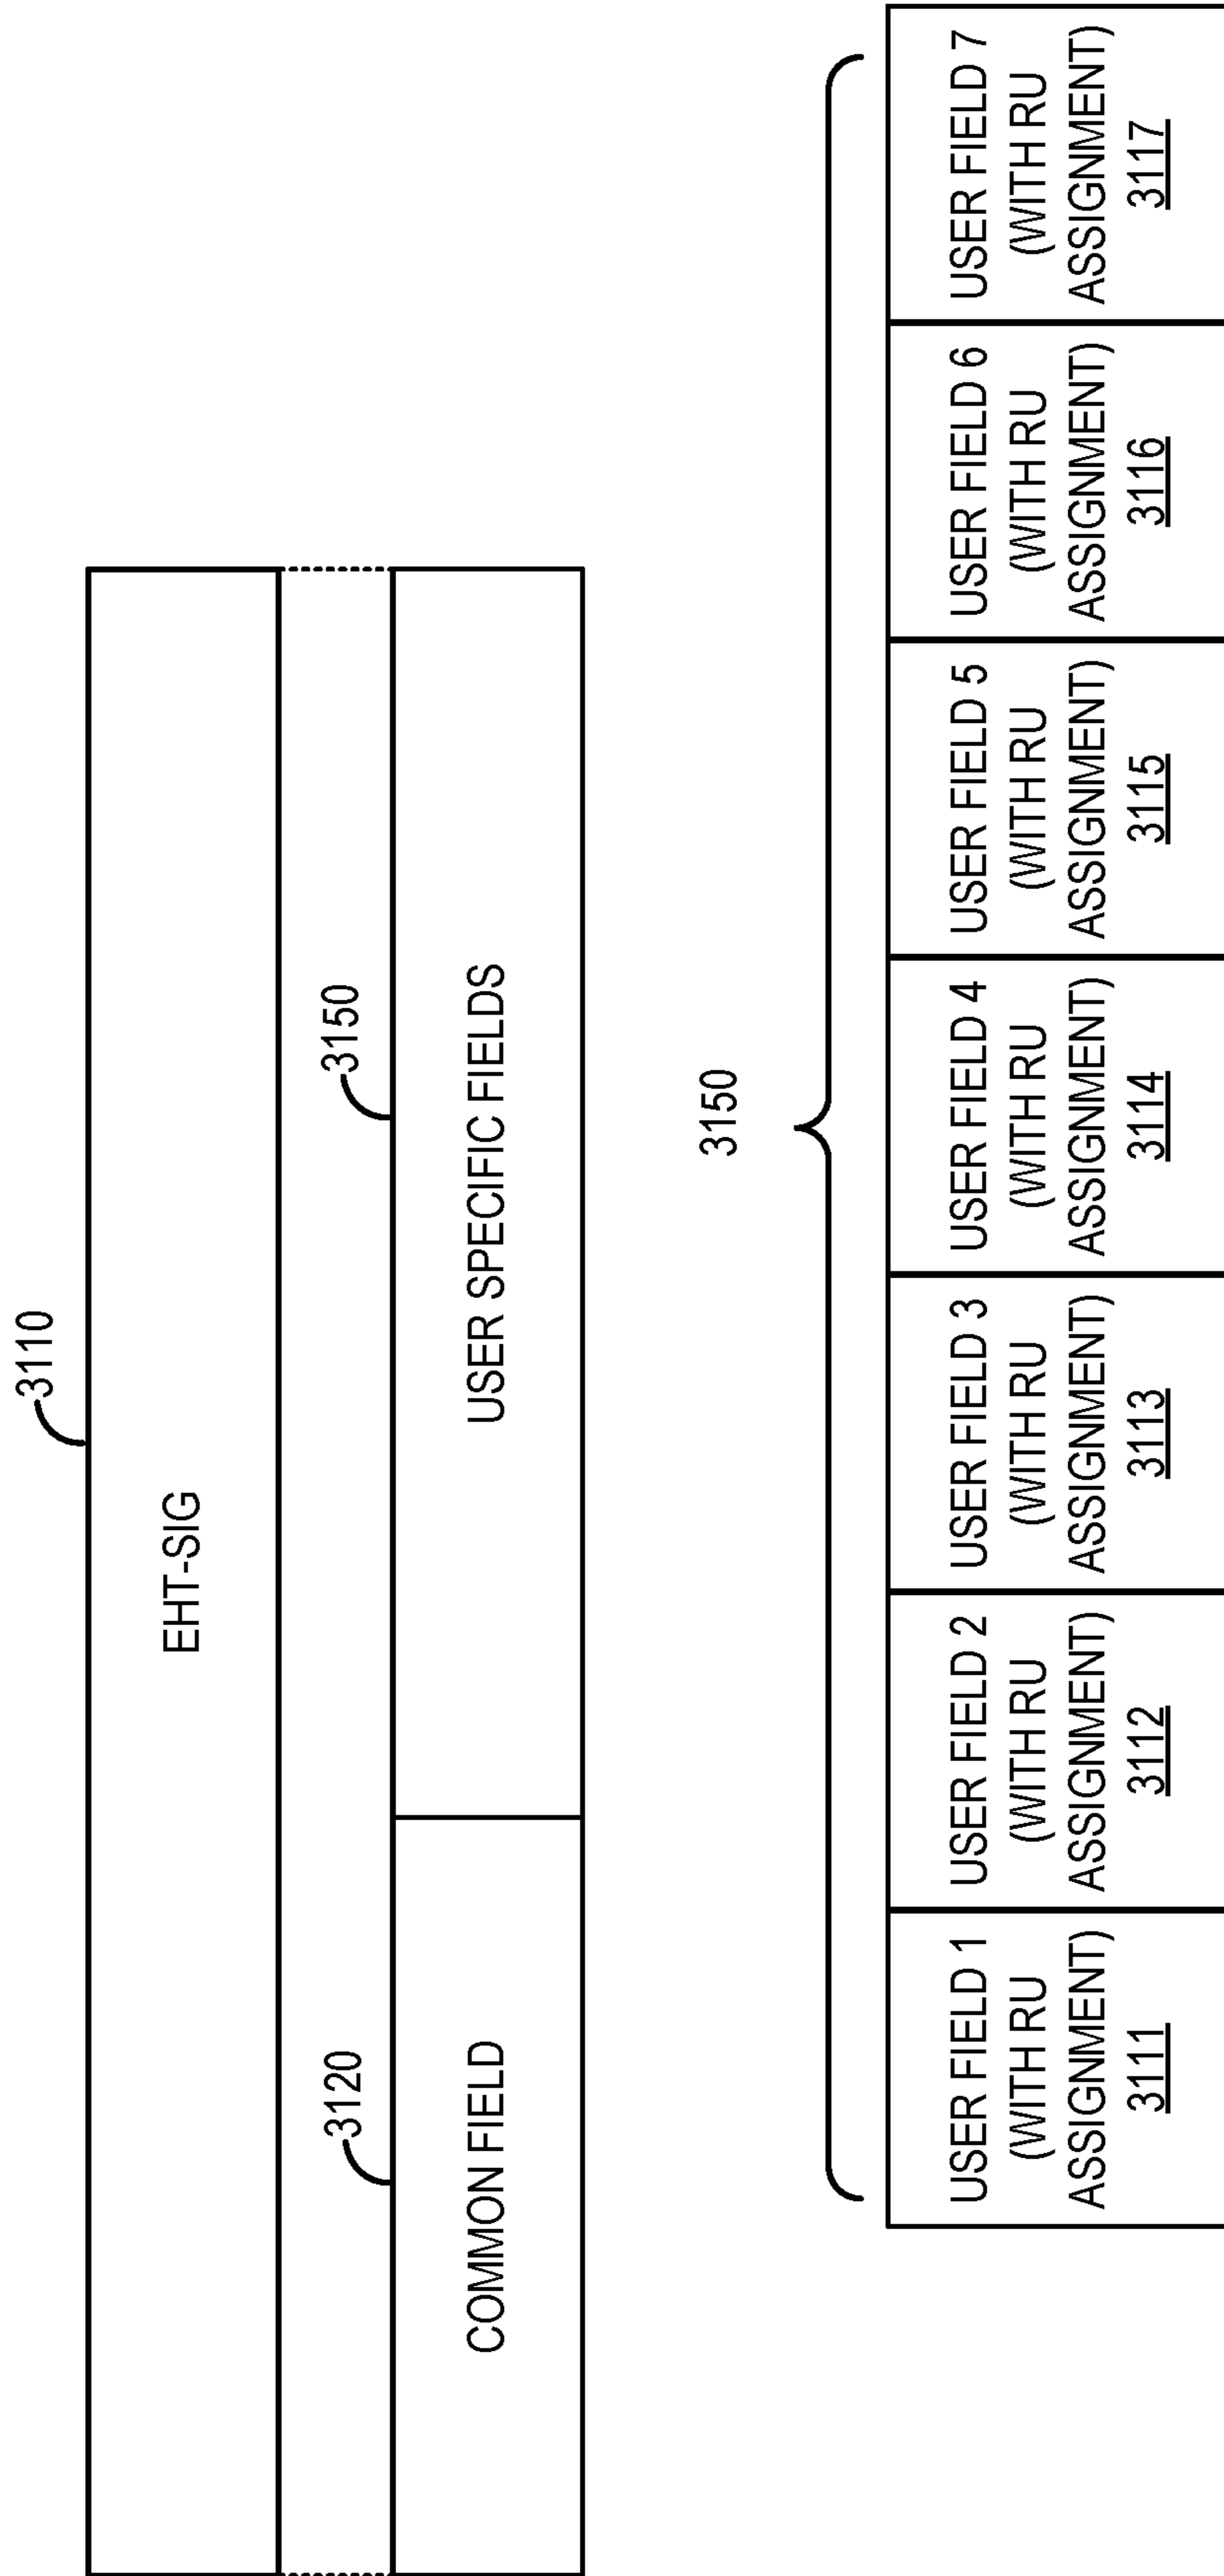 3110
EHT-SIG
3120
3150
COMMON FIELD
USER SPECIFIC FIELDS
3150
USER FIELD 1
(WITH RU
ASSIGNMENT)
3111
USER FIELD 2
(WITH RU
ASSIGNMENT)
3112
USER FIELD 3
(WITH RU
ASSIGNMENT)
3113
USER FIELD 4
(WITH RU
ASSIGNMENT)
3114
USER FIELD 5
(WITH RU
ASSIGNMENT)
3115
USER FIELD 6
(WITH RU
ASSIGNMENT)
3116
USER FIELD 7
(WITH RU
ASSIGNMENT)
3117